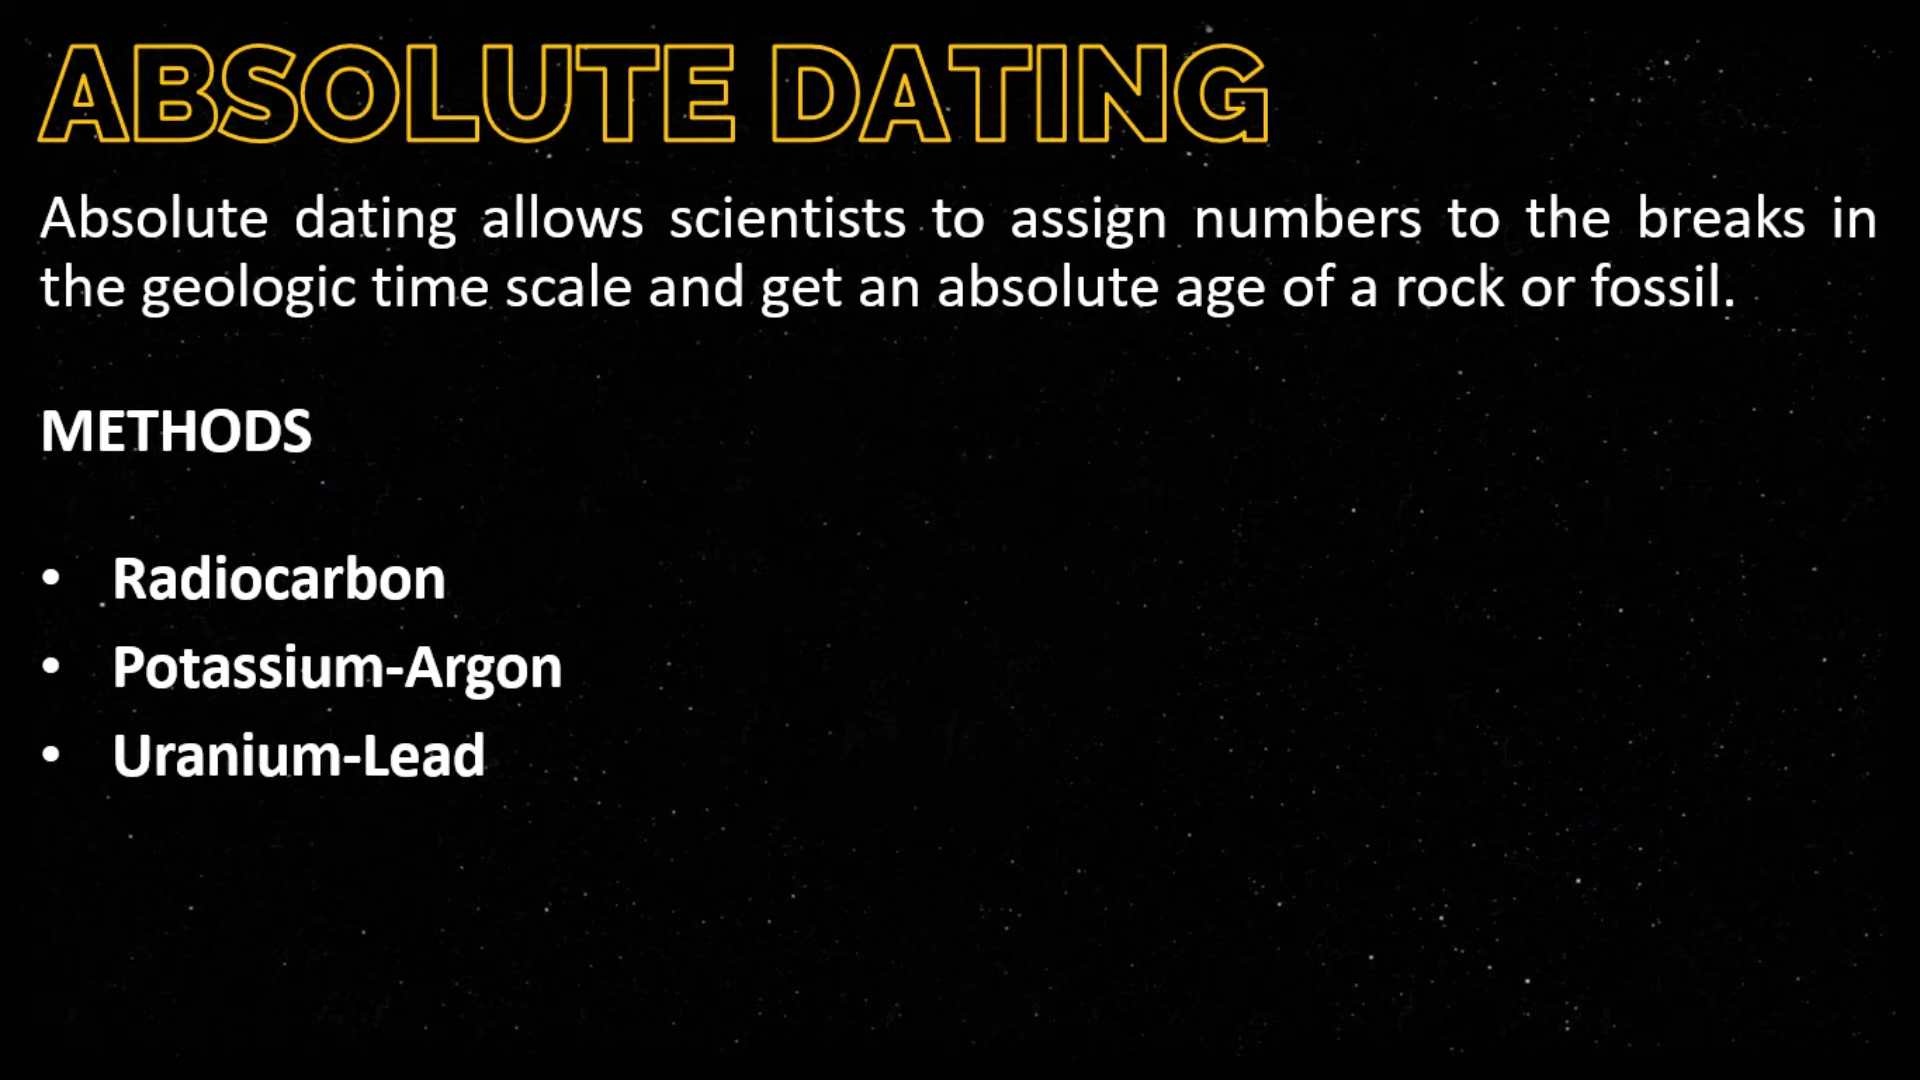 ABSOLUTE DATING
Absolute dating allows scientists to assign numbers to the breaks in
the geologic time scale and get an absolute age of a rock or fossil.
METHODS
• Radiocarbon
• Potassium-Argon
• Uranium-Lead